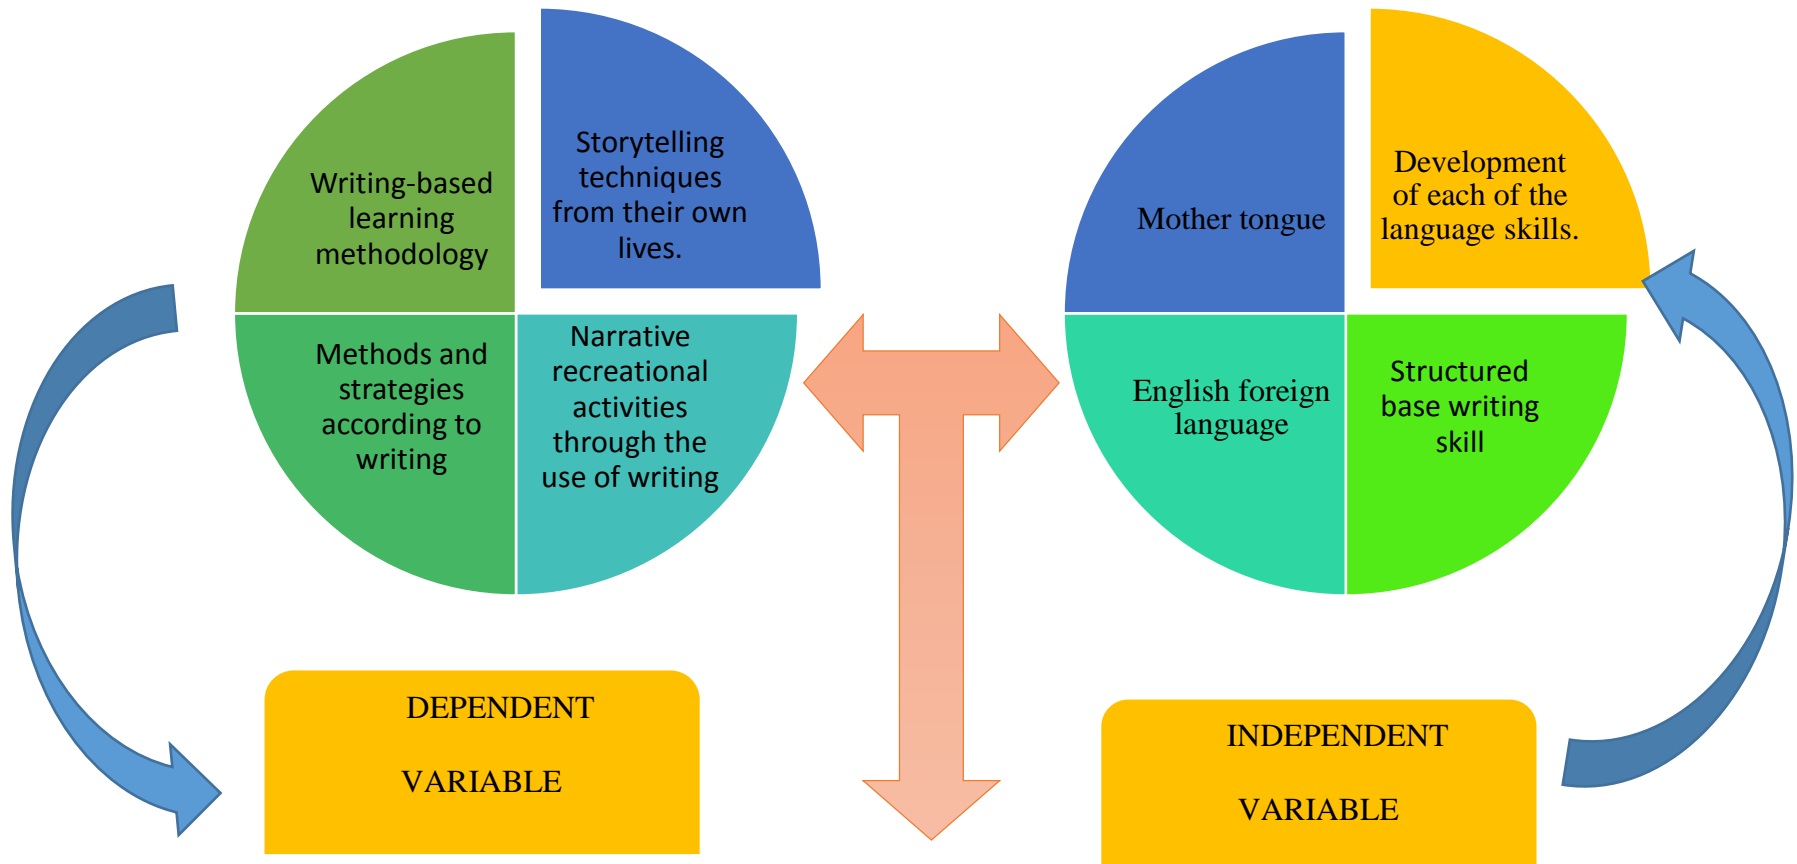 Writing-based
learning
methodology
Storytelling
techniques
from their own
lives.
Methods and
strategies
according to
writing
Narrative
recreational
activities
through the
use of writing
Mother tongue
Development
of each of the
language skills.
English foreign
language
Structured
base writing
skill
DEPENDENT
VARIABLE
INDEPENDENT
VARIABLE